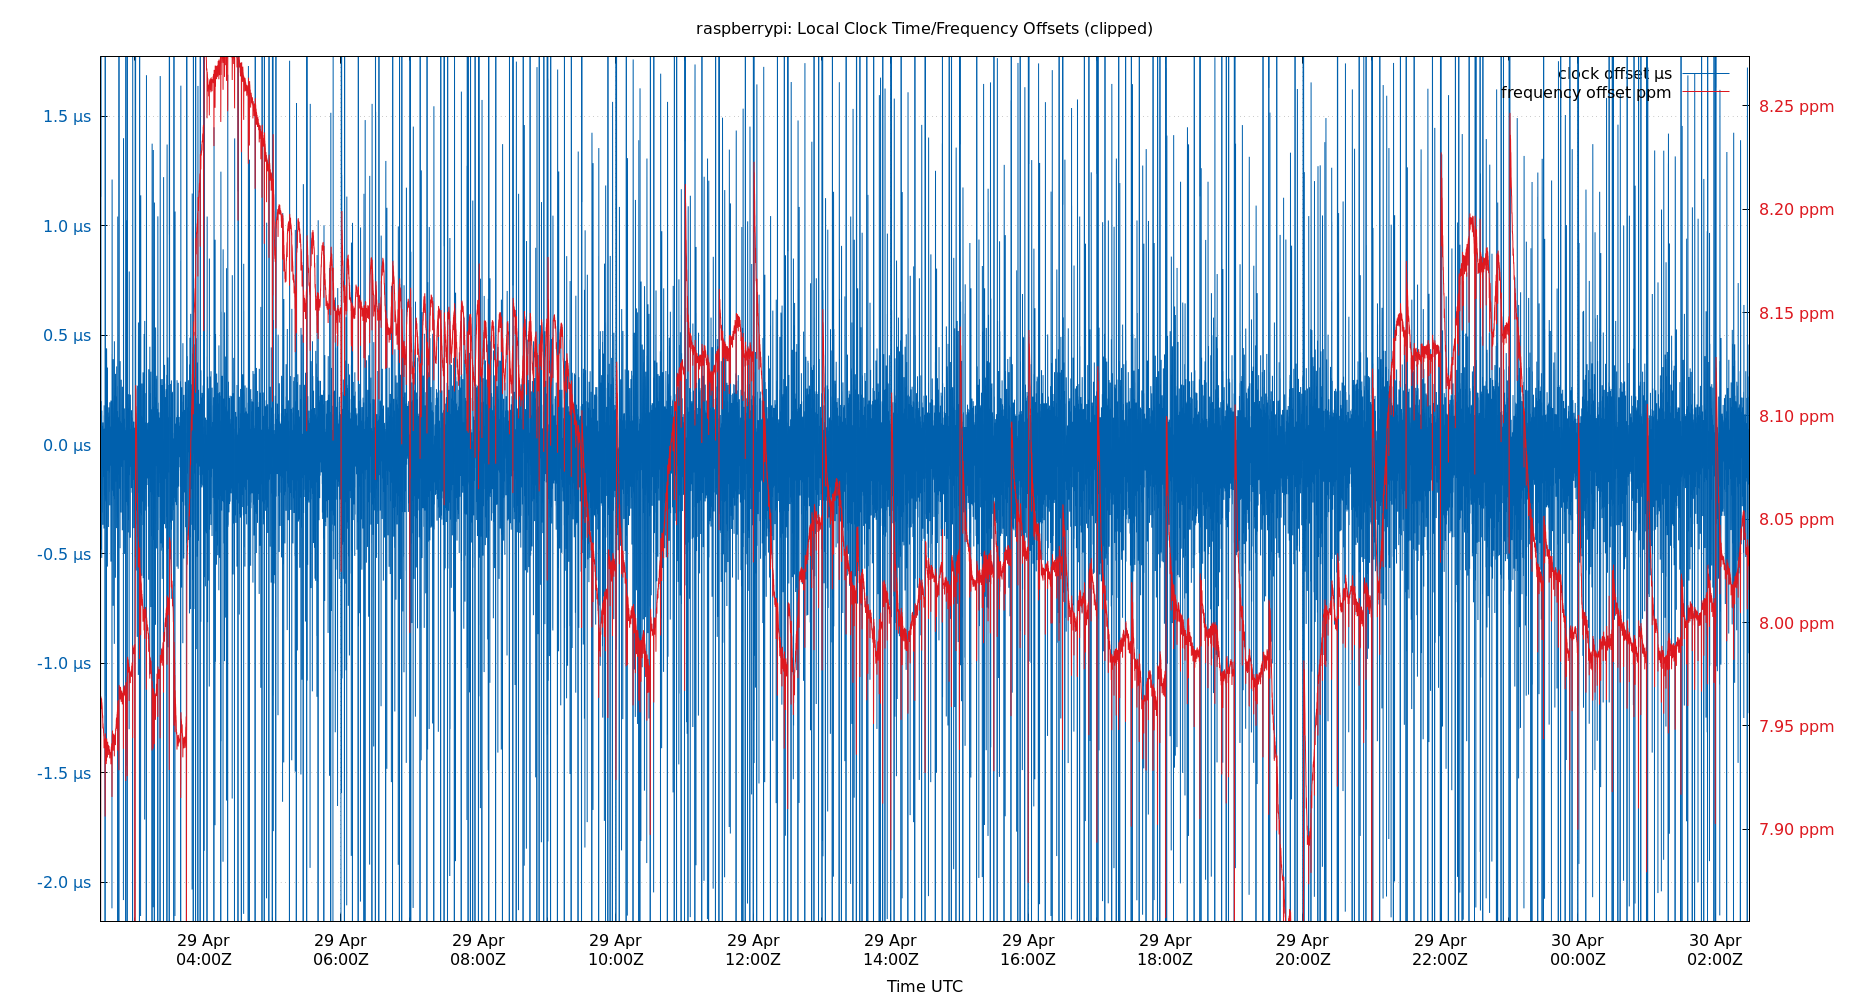 raspberrypi: Local Clock Time/Frequency Offsets (clipped)
clock offset µs
frequency offset ppm
1.5 µs
1.0 µs
0.5 µs
0.0 µs
-0.5 µs
-1.0 µs
-1.5 µs
-2.0 µs
8.25 ppm
8.20 ppm
8.15 ppm
8.10 ppm
8.05 ppm
8.00 ppm
7.95 ppm
7.90 ppm
29 Apr 29 Apr 29 Apr 29 Apr 29 Apr 29 Apr 29 Apr 29 Apr 29 Apr 29 Apr 30 Apr 30 Apr
04:00Z 06:00Z 08:00Z 10:00Z 12:00Z 14:00Z 16:00Z 18:00Z 20:00Z 22:00Z 00:00Z 02:00Z
Time UTC